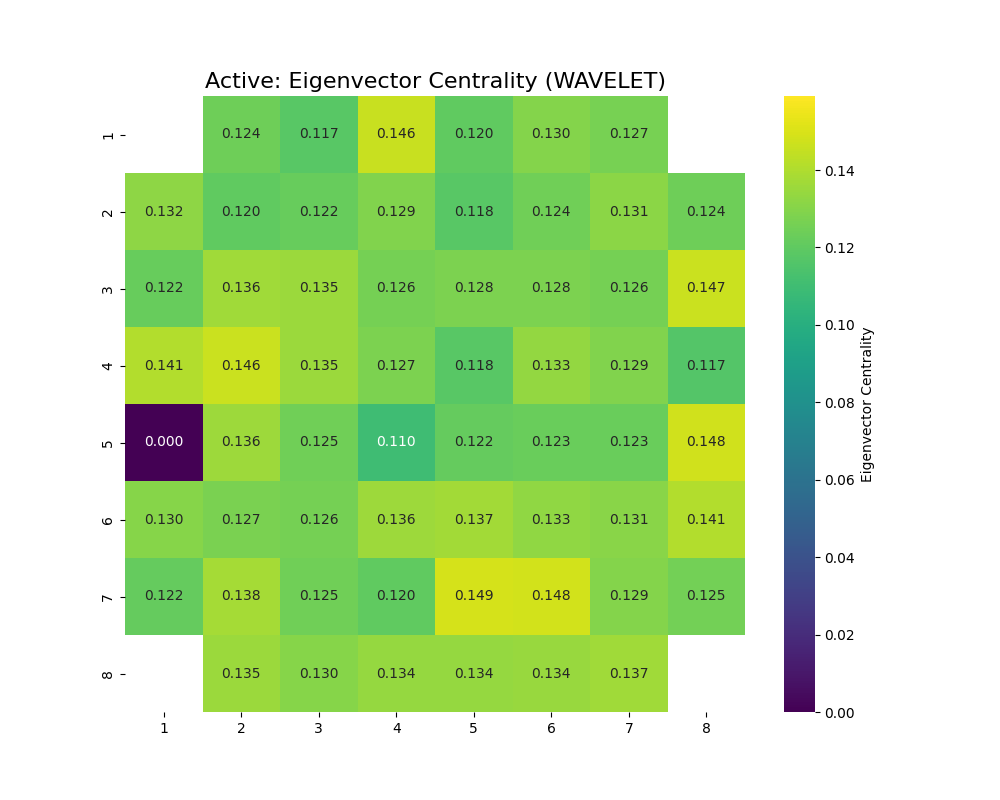 Active: Eigenvector Centrality (WAVELET)
1 0.124 0.117 0.146 0.120 0.130 0.127
2 0.132 0.120 0.122 0.129 0.118 0.124 0.131 0.124
3 0.122 0.136 0.135 0.126 0.128 0.128 0.126 0.147
4 0.141 0.146 0.135 0.127 0.118 0.133 0.129 0.117
5 0.000 0.136 0.125 0.110 0.122 0.123 0.123 0.148
6 0.130 0.127 0.126 0.136 0.137 0.133 0.131 0.141
7 0.122 0.138 0.125 0.120 0.149 0.148 0.129 0.125
8 0.135 0.130 0.134 0.134 0.134 0.137
1 2 3 4 5 6 7 8
0.14
0.12
0.10
0.08
0.06
0.04
0.02
0.00
Eigenvector Centrality